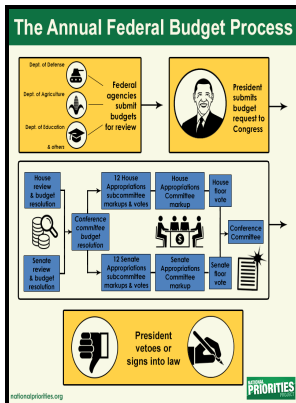 The Annual Federal Budget Process
Dept. of Defense
Dept. of Agriculture
Dept. of Education
& others
Federal
agencies
submit
budgets
for review
President
submits
budget
request to
Congress
House
review
& budget
resolution
Senate
review
& budget
resolution
Conference
committee
budget
resolution
12 House
Appropriations
subcommittee
markups & votes
12 Senate
Appropriations
subcommittee
markups & votes
House
Appropriations
Committee
markup
$
Senate
Appropriations
Committee
markup
House
floor
vote
Senate
floor
vote
Conference
Committee
President
vetoes or
signs into law
nationalpriorities.org
NATIONAL
PRIORITIES
PROJECT